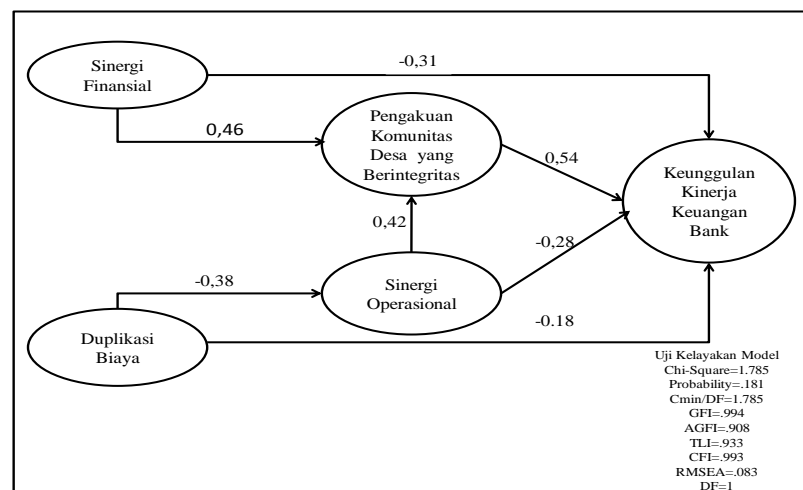 -0,31
Sinergi
Finansial
0,46
Pengakuan
Komunitas
Desa yang
Berintegritas
0,54
Keunggulan
Kinerja
Keuangan
Bank
0,42
-0,28
-0,38
Sinergi
Operasional
Duplikasi
Biaya
-0.18
Uji Kelayakan Model
Chi-Square=1.785
Probability=.181
Cmin/DF=1.785
GFI=.994
AGFI=.908
TLI=.933
CFI=.993
RMSEA=.083
DF=1